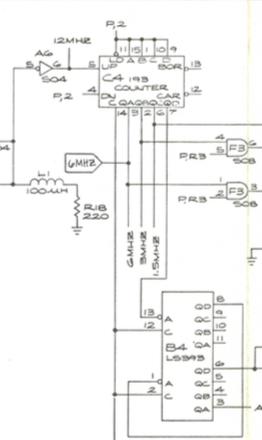 P,2
12MHZ
11 15 1 10 9
LD A B C D
A6
5 6
S04
5 UP BOR 13
C4 193
COUNTER
P,2 4 DN CAR 12
C QA QB QC QD
14 3 2 6 7
4
5
6
P,R3
F3
S08
6MHZ
1
2
3
P,R3
F3
S08
L1
100µH
R18
220
6MHZ
3MHZ
1.5MHZ
13 A QD 8
12 C QC 9
QB 10
QA 11
B4
LS393
1 A QD 6
2 C QC 5
QB 4
QA 3
A